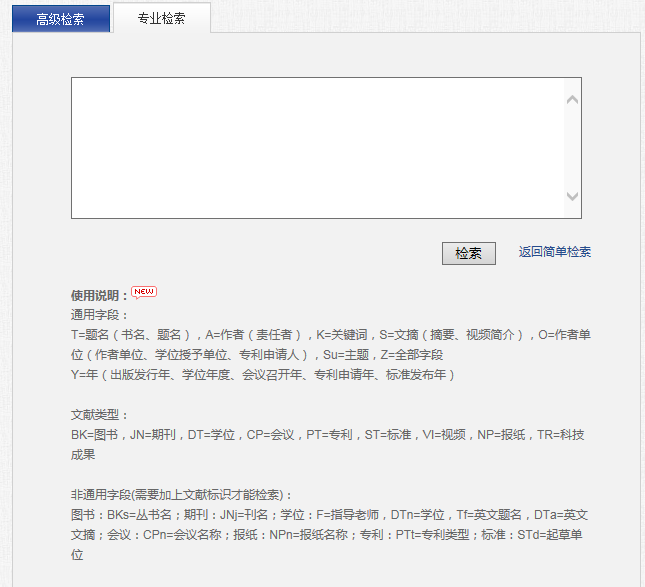 高级检索
专业检索
检索
返回简单检索
使用说明：NEW
通用字段：
T=题名（书名、题名），A=作者（责任者），K=关键词，S=文摘（摘要、视频简介），O=作者单
位（作者单位、学位授予单位、专利申请人），Su=主题，Z=全部字段
Y=年（出版发行年、学位年度、会议召开年、专利申请年、标准发布年）
文献类型：
BK=图书，JN=期刊，DT=学位，CP=会议，PT=专利，ST=标准，VI=视频，NP=报纸，TR=科技
成果
非通用字段(需要加上文献标识才能检索)：
图书：BKs=丛书名；期刊：JNj=刊名；学位：F=指导老师，DTn=学位，Tf=英文题名，DTa=英文
文摘；会议：CPn=会议名称；报纸：NPn=报纸名称；专利：PTt=专利类型；标准：STd=起草单
位